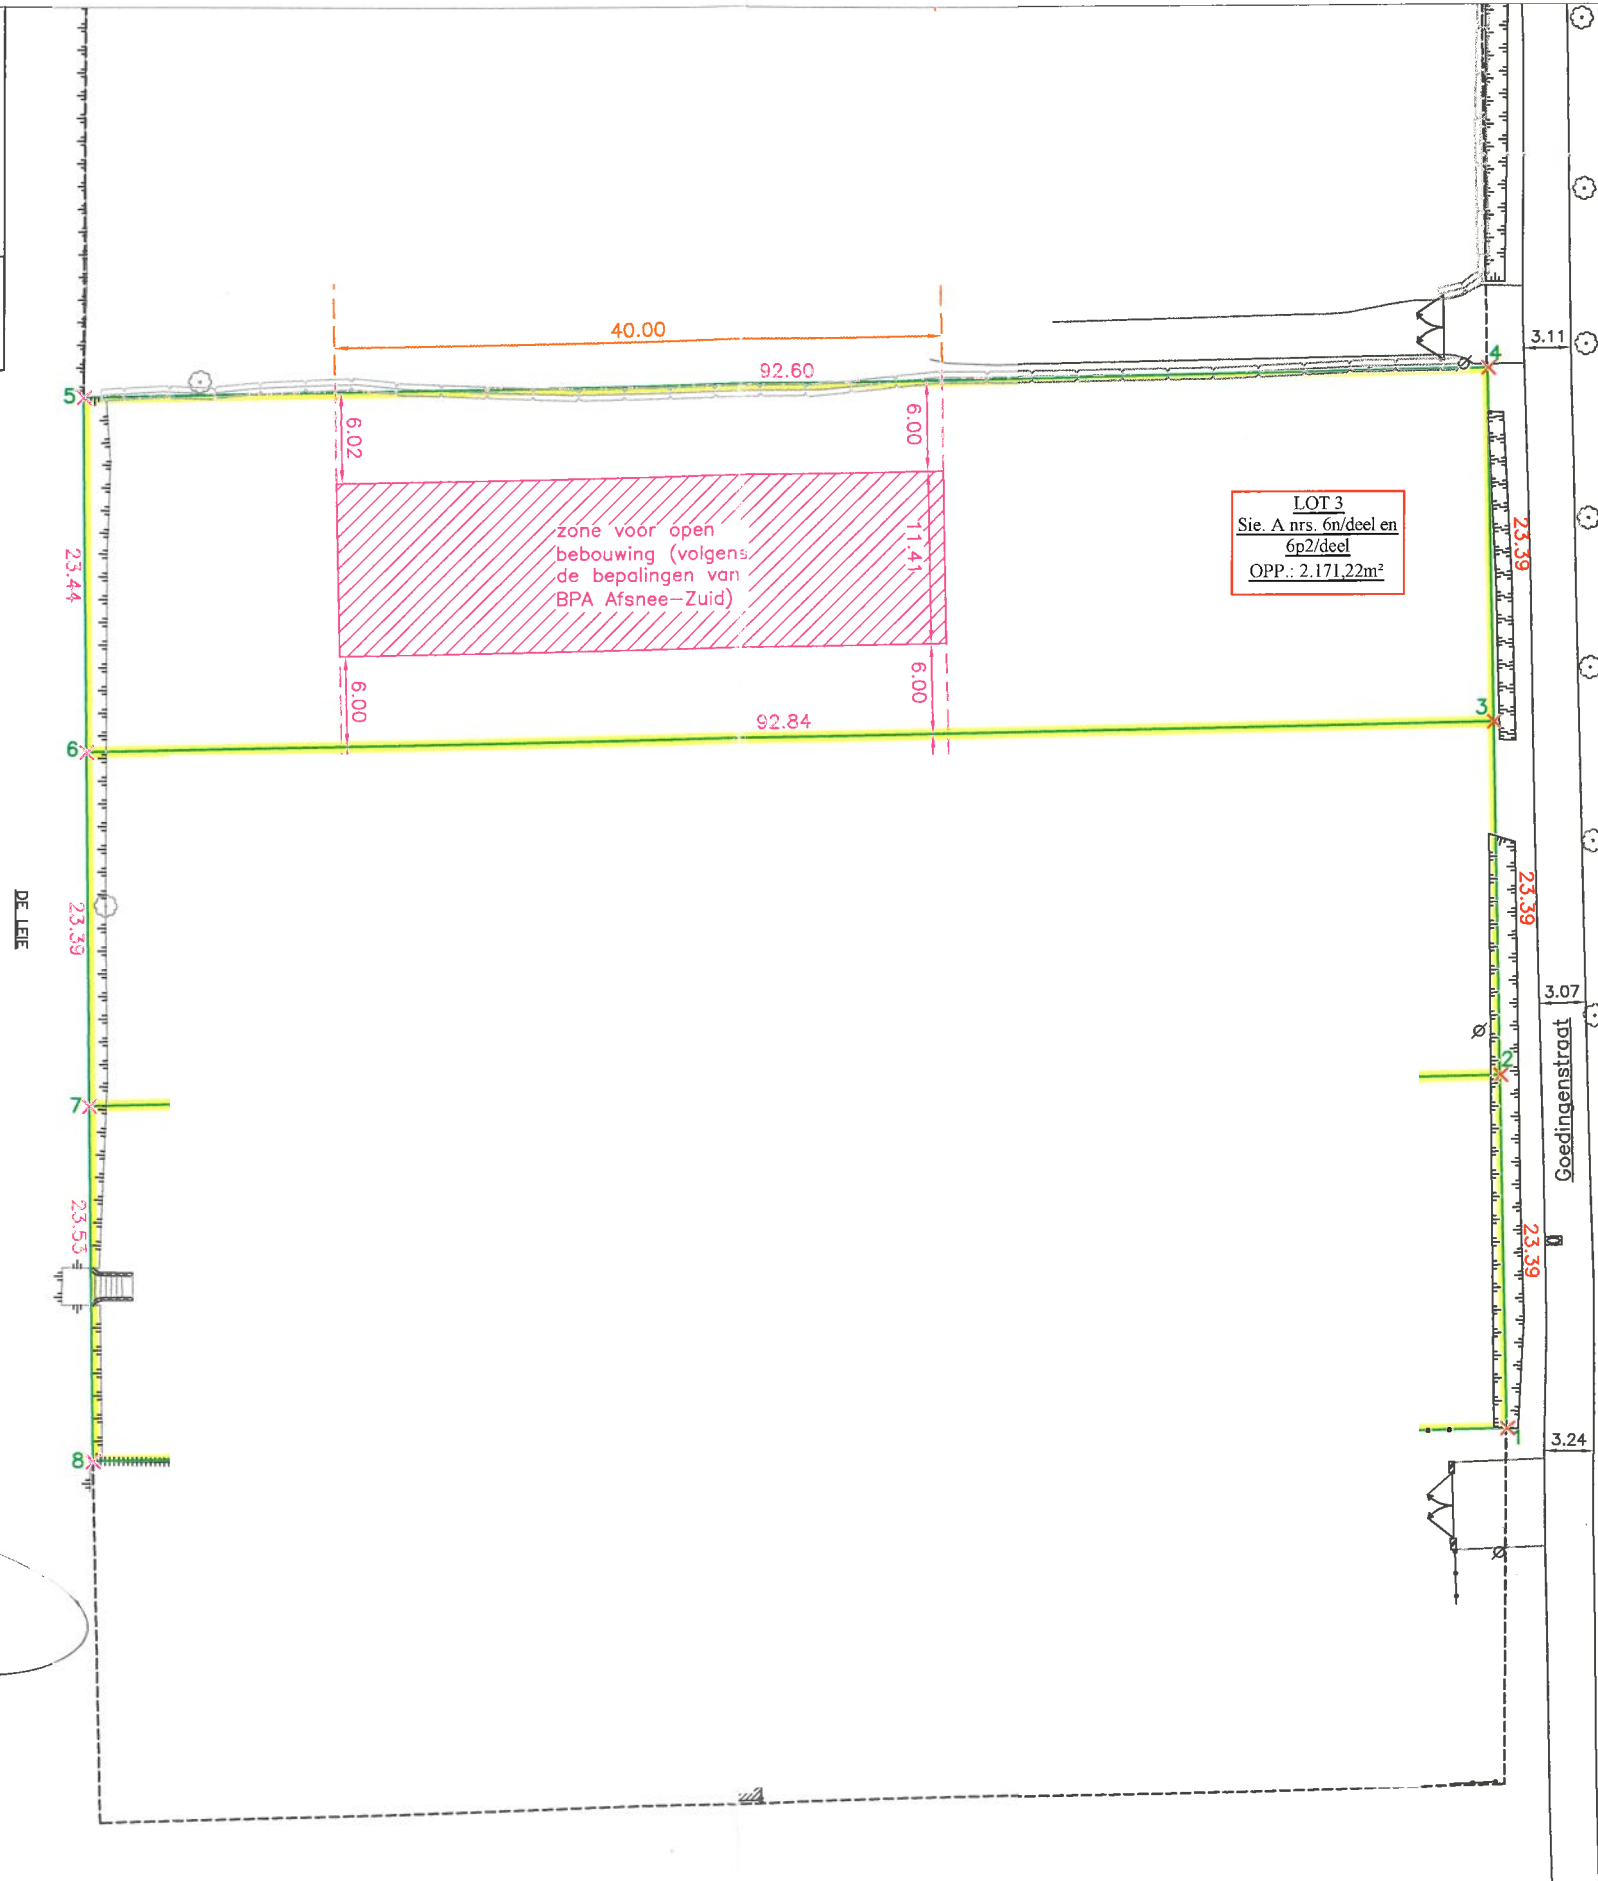 40.00
92.60
3.11
4
5
6.02
6.00
LOT 3
Sie. A nrs. 6n/deel en
6p2/deel
OPP.: 2.171,22m²
23.39
zone voor open
bebouwing (volgens
de bepalingen van
BPA Afsnee-Zuid)
11.41
23.44
6.00
6.00
92.84
3
6
23.39
23.39
DE LEIE
3.07
Goedingenstraat
2
7
23.53
23.39
1
3.24
8